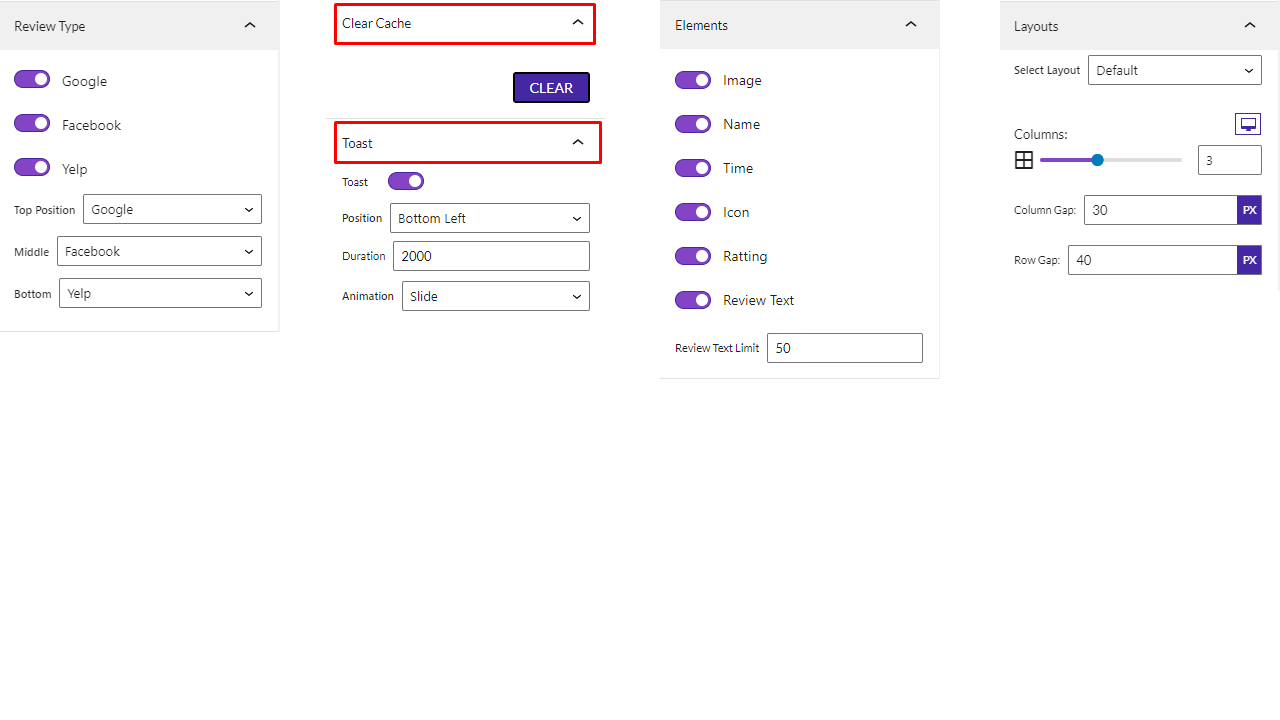 Review Type
Google
Facebook
Yelp
Top Position Google
Middle Facebook
Bottom Yelp
Clear Cache
CLEAR
Toast
Toast
Position Bottom Left
Duration 2000
Animation Slide
Elements
Image
Name
Time
Icon
Ratting
Review Text
Review Text Limit 50
Layouts
Select Layout Default
Columns:
3
Column Gap: 30 PX
Row Gap: 40 PX